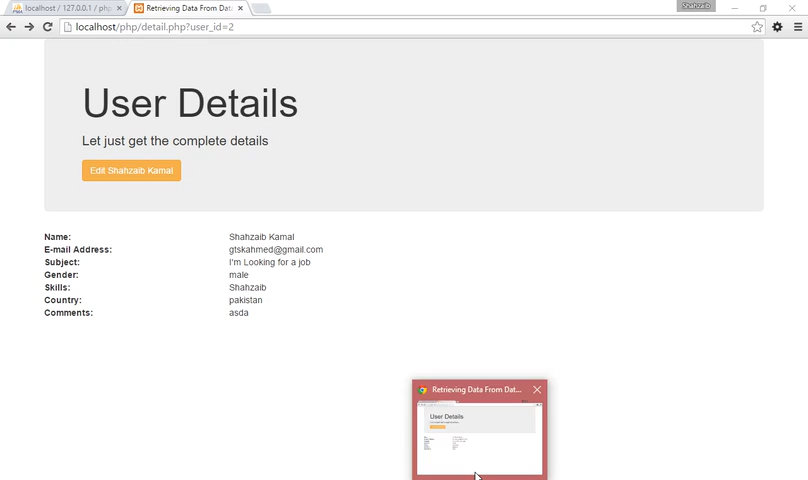 localhost / 127.0.0.1 / php
Retrieving Data From Data
Shahzaib
localhost/php/detail.php?user_id=2
User Details
Let just get the complete details
Edit Shahzaib Kamal
Name: Shahzaib Kamal
E-mail Address: gtskahmed@gmail.com
Subject: I'm Looking for a job
Gender: male
Skills: Shahzaib
Country: pakistan
Comments: asda
Retrieving Data From Dat...
User Details